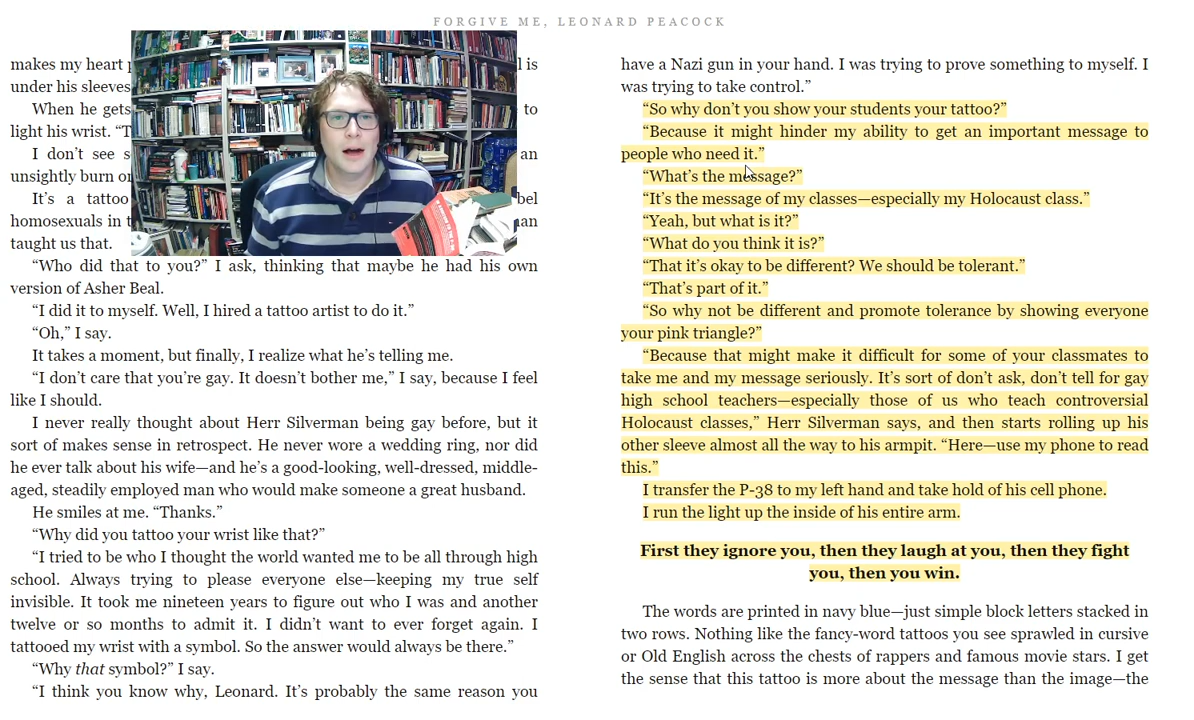 FORGIVE ME, LEONARD PEACOCK
makes my heart
under his sleeves
When he gets
light his wrist. “T
I don’t see s
unsightly burn or
It’s a tattoo
homosexuals in t
taught us that.
l is
to
an
bel
an
“Who did that to you?” I ask, thinking that maybe he had his own
version of Asher Beal.
“I did it to myself. Well, I hired a tattoo artist to do it.”
“Oh,” I say.
It takes a moment, but finally, I realize what he’s telling me.
“I don’t care that you’re gay. It doesn’t bother me,” I say, because I feel
like I should.
I never really thought about Herr Silverman being gay before, but it
sort of makes sense in retrospect. He never wore a wedding ring, nor did
he ever talk about his wife—and he’s a good-looking, well-dressed, middle-
aged, steadily employed man who would make someone a great husband.
He smiles at me. “Thanks.”
“Why did you tattoo your wrist like that?”
“I tried to be who I thought the world wanted me to be all through high
school. Always trying to please everyone else—keeping my true self
invisible. It took me nineteen years to figure out who I was and another
twelve or so months to admit it. I didn’t want to ever forget again. I
tattooed my wrist with a symbol. So the answer would always be there.”
“Why that symbol?” I say.
“I think you know why, Leonard. It’s probably the same reason you
have a Nazi gun in your hand. I was trying to prove something to myself. I
was trying to take control.”
“So why don’t you show your students your tattoo?”
“Because it might hinder my ability to get an important message to
people who need it.”
“What’s the message?”
“It’s the message of my classes—especially my Holocaust class.”
“Yeah, but what is it?”
“What do you think it is?”
“That it’s okay to be different? We should be tolerant.”
“That’s part of it.”
“So why not be different and promote tolerance by showing everyone
your pink triangle?”
“Because that might make it difficult for some of your classmates to
take me and my message seriously. It’s sort of don’t ask, don’t tell for gay
high school teachers—especially those of us who teach controversial
Holocaust classes,” Herr Silverman says, and then starts rolling up his
other sleeve almost all the way to his armpit. “Here—use my phone to read
this.”
I transfer the P-38 to my left hand and take hold of his cell phone.
I run the light up the inside of his entire arm.
First they ignore you, then they laugh at you, then they fight
you, then you win.
The words are printed in navy blue—just simple block letters stacked in
two rows. Nothing like the fancy-word tattoos you see sprawled in cursive
or Old English across the chests of rappers and famous movie stars. I get
the sense that this tattoo is more about the message than the image—the